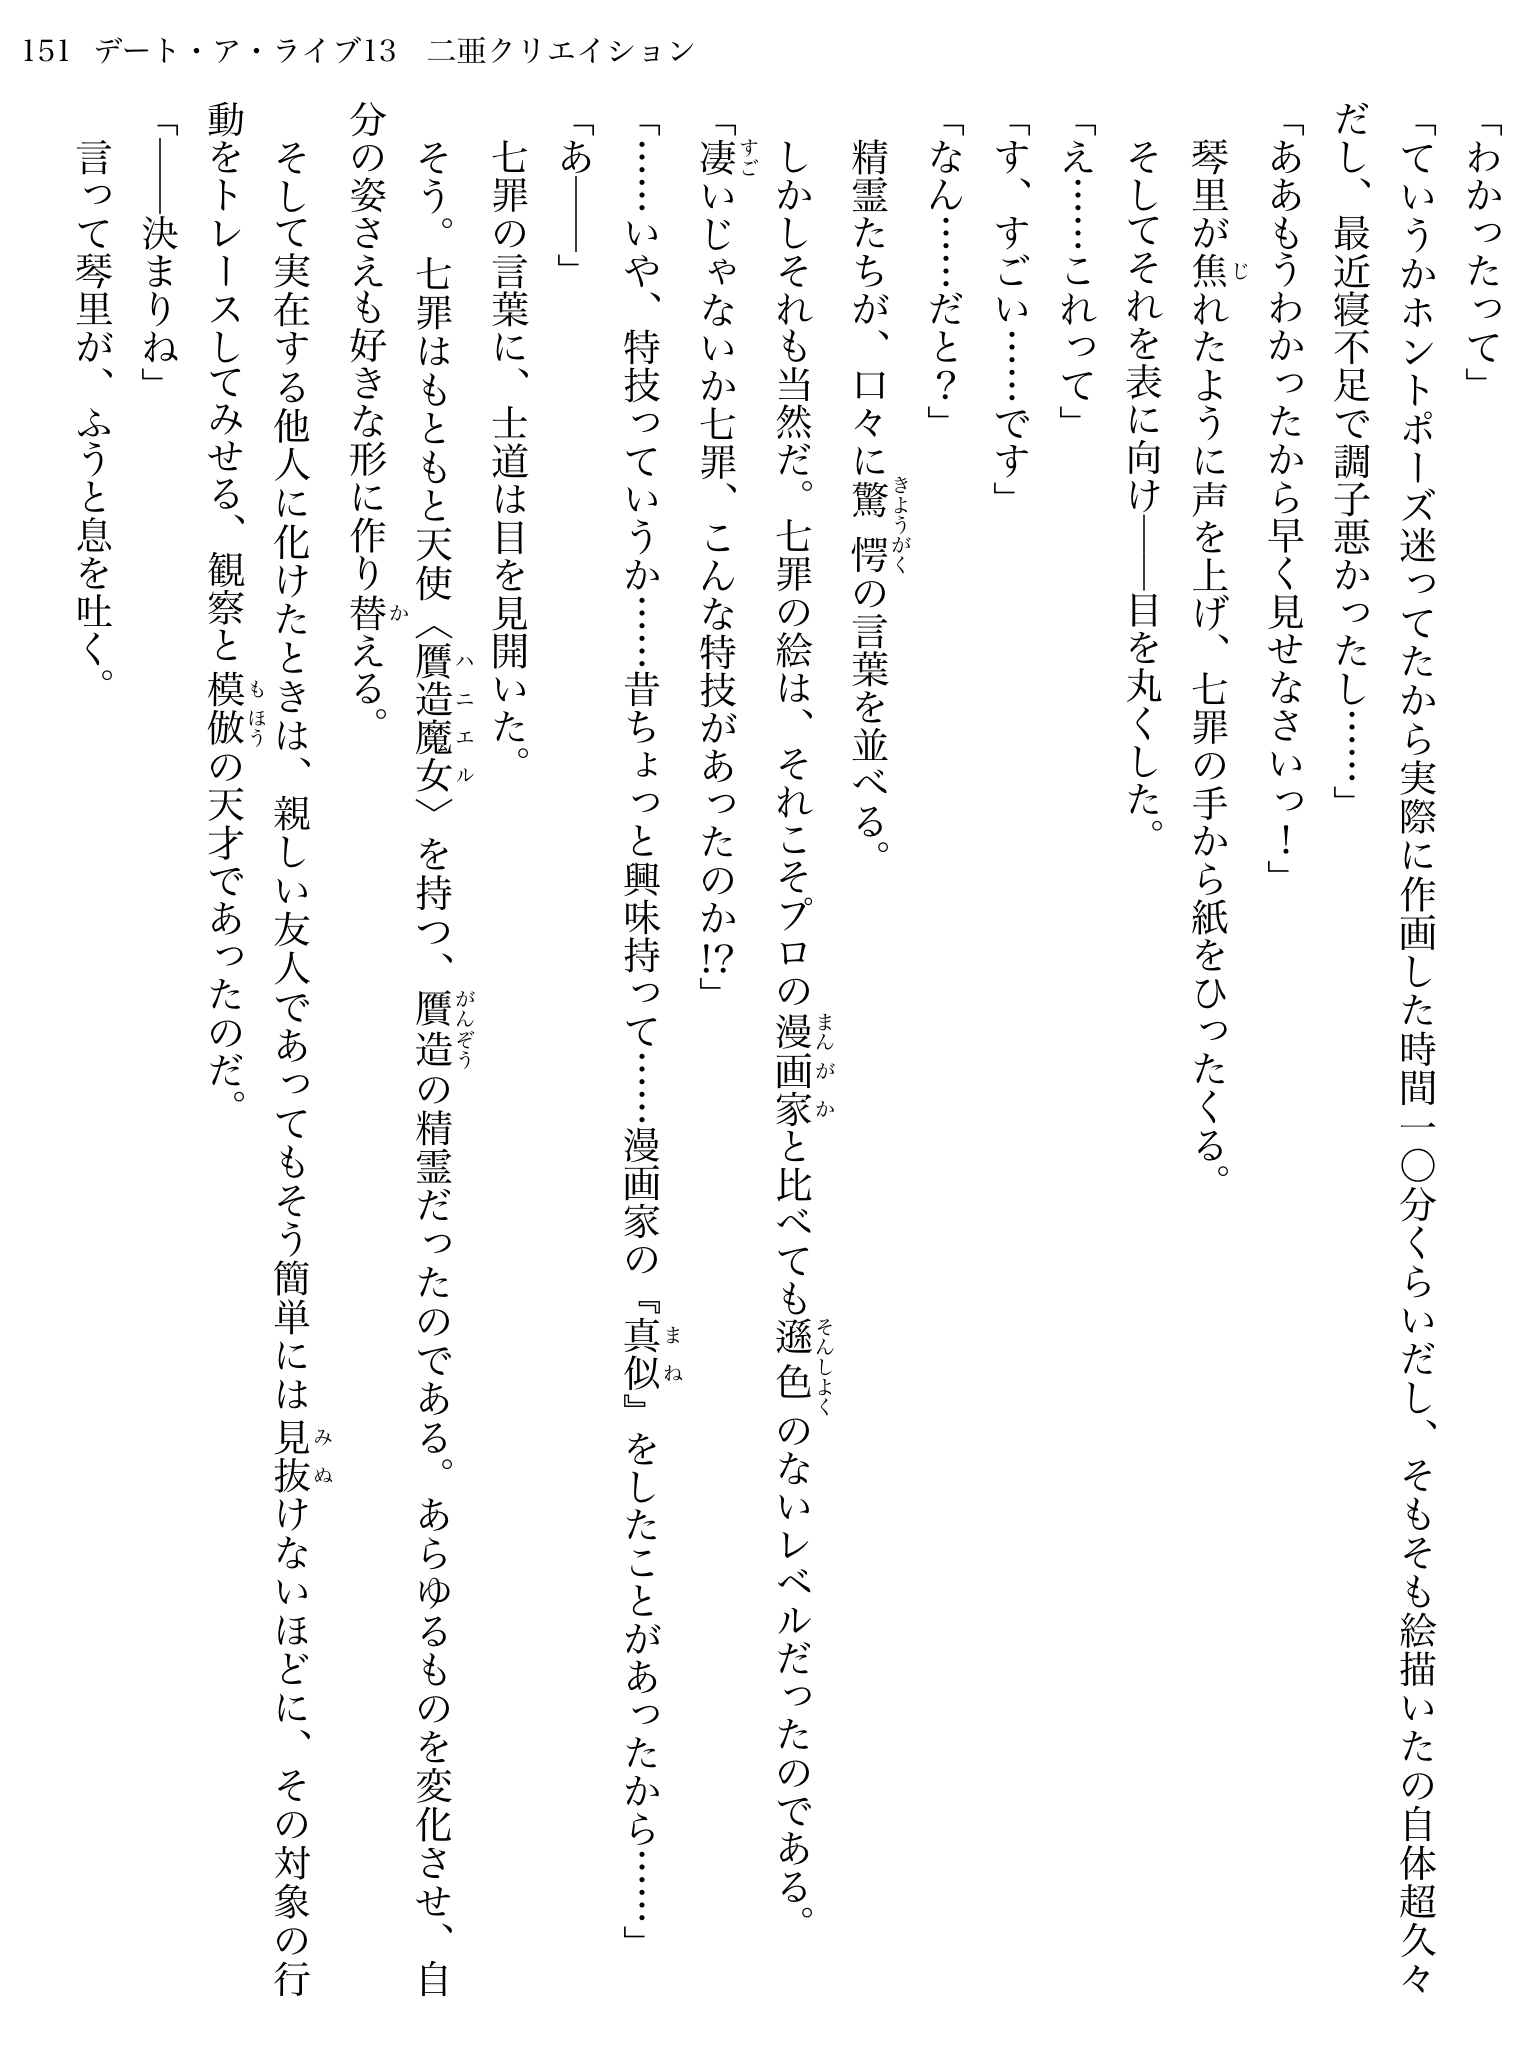 151 デート・ア・ライブ13　二亜クリエイション
「わかったって」
「ていうかホントポーズ迷ってたから実際に作画した時間一〇分くらいだし、そもそも絵描いたの自体超久々
だし、最近寝不足で調子悪かったし……」
「ああもうわかったから早く見せなさいっ！」
　琴里が焦れたように声を上げ、七罪の手から紙をひったくる。
　そしてそれを表に向け――目を丸くした。
「え……これって」
「す、すごい……です」
「なん……だと？」
　精霊たちが、口々に驚愕の言葉を並べる。
　しかしそれも当然だ。七罪の絵は、それこそプロの漫画家と比べても遜色のないレベルだったのである。
「凄いじゃないか七罪、こんな特技があったのか!?」
「……いや、特技っていうか……昔ちょっと興味持って……漫画家の『真似』をしたことがあったから……」
「あ――」
　七罪の言葉に、士道は目を見開いた。
　そう。七罪はもともと天使〈贋造魔女〉を持つ、贋造の精霊だったのである。あらゆるものを変化させ、自
分の姿さえも好きな形に作り替える。
　そして実在する他人に化けたときは、親しい友人であってもそう簡単には見抜けないほどに、その対象の行
動をトレースしてみせる、観察と模倣の天才であったのだ。
「――決まりね」
　言って琴里が、ふうと息を吐く。